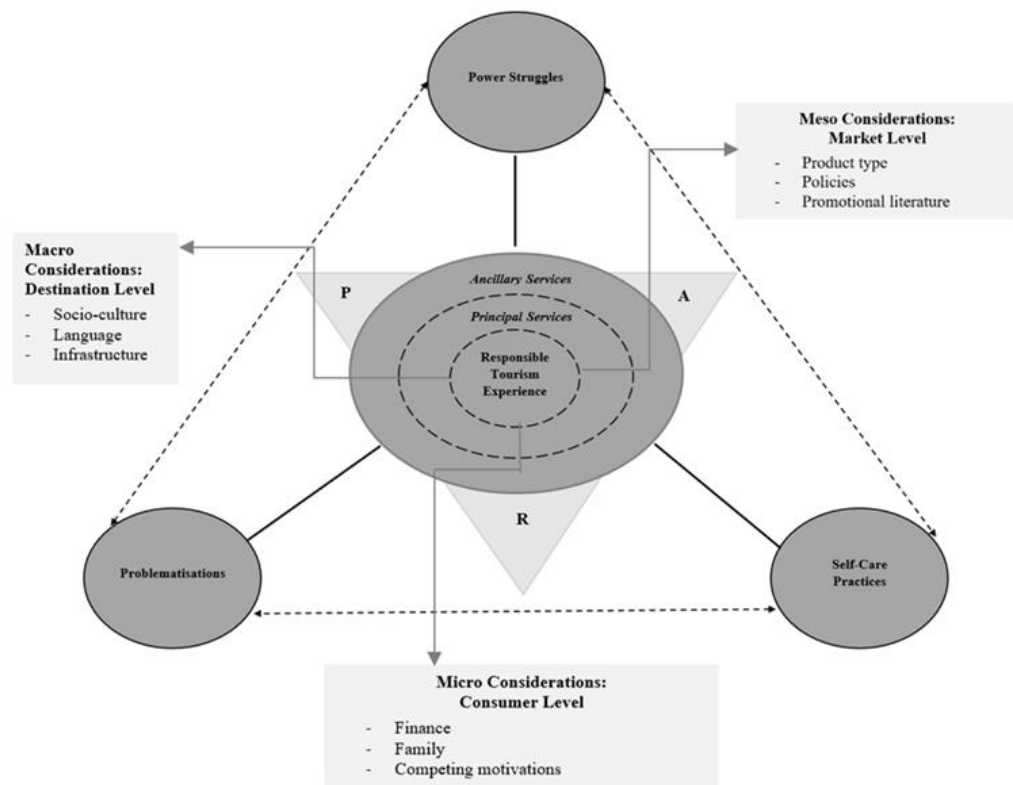 Power Struggles
Meso Considerations:
Market Level
- Product type
- Policies
- Promotional literature
Macro
Considerations:
Destination Level
- Socio-culture
- Language
- Infrastructure
P
A
Ancillary Services
Principal Services
Responsible
Tourism
Experience
R
Problematisations
Self-Care
Practices
Micro Considerations:
Consumer Level
- Finance
- Family
- Competing motivations